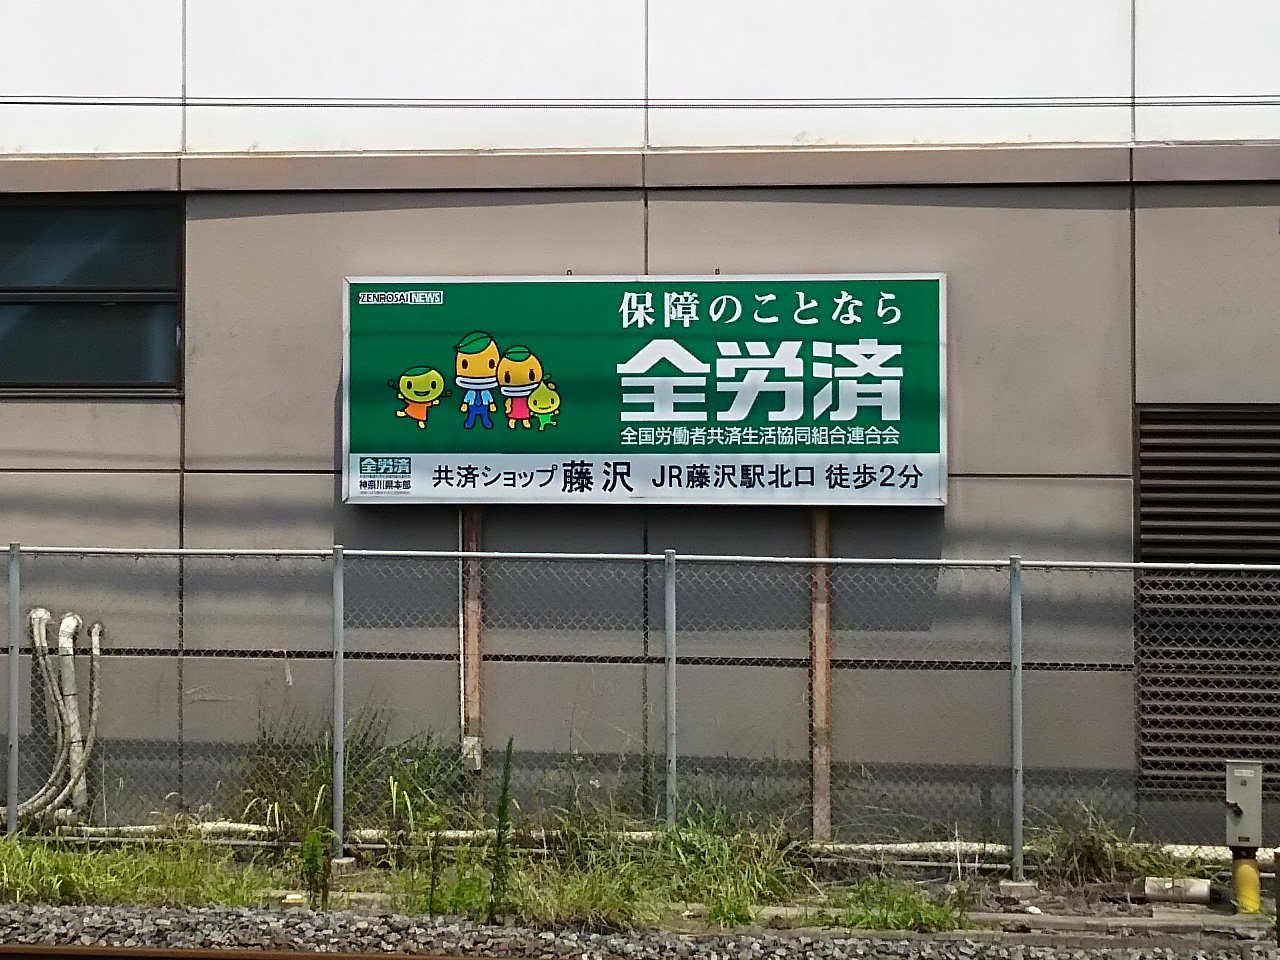 ZENROSAI NEWS
保障のことなら
全労済
全国労働者共済生活協同組合連合会
全労済
神奈川県本部
共済ショップ 藤沢 JR藤沢駅北口 徒歩2分